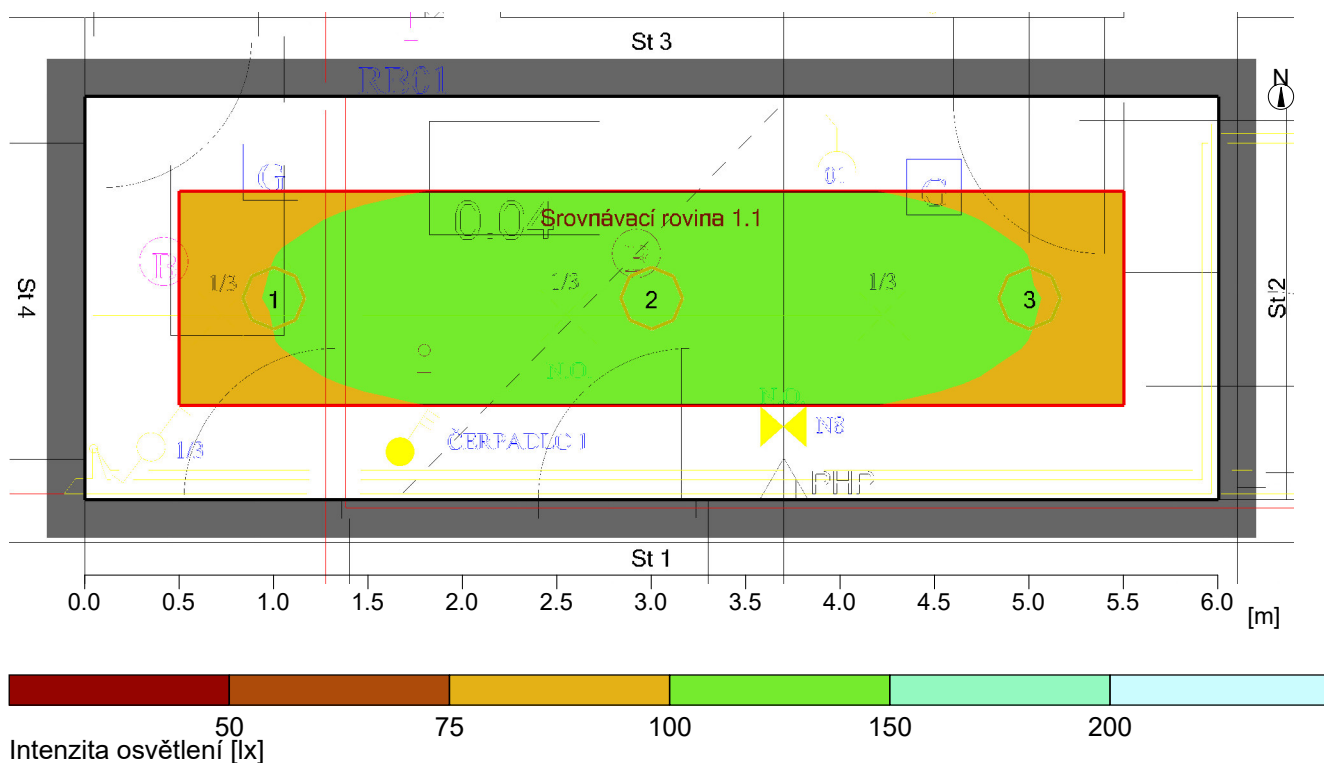 St 3
N
RB01
G
01
G
Srovnávací rovina 1.1
0.04
1/3
1/3
1/3
1
2
3
St 4
St 2
N.O.
ČERPADLO 1
N8
1/3
PHP
St 1
0.0 0.5 1.0 1.5 2.0 2.5 3.0 3.5 4.0 4.5 5.0 5.5 6.0
[m]
50 75 100 150 200
Intenzita osvětlení [lx]